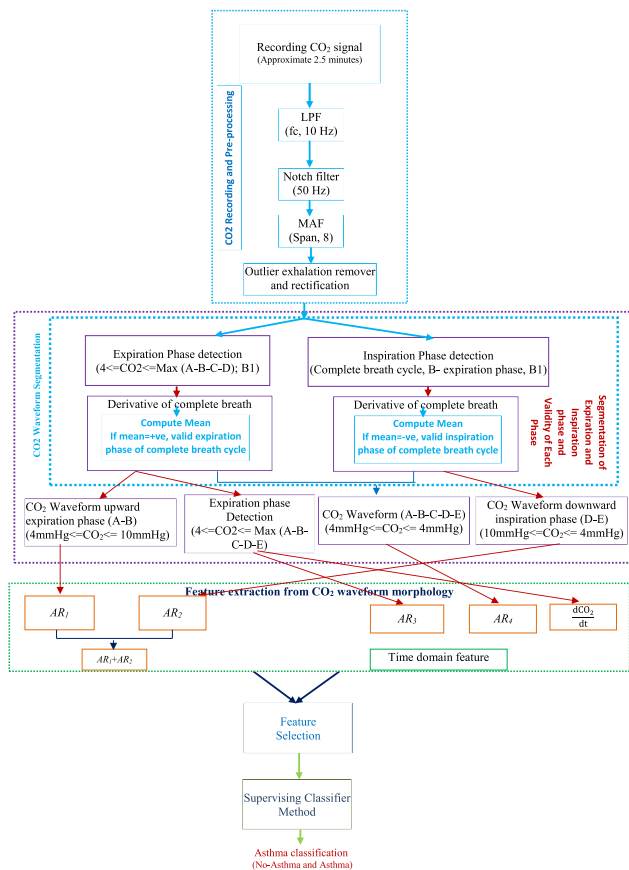 Recording CO₂ signal
(Approximate 2.5 minutes)
LPF
(fc, 10 Hz)
Notch filter
(50 Hz)
MAF
(Span, 8)
Outlier exhalation remover
and rectification
CO2 Recording and Pre-processing
CO2 Waveform Segmentation
Expiration Phase detection
(4<=CO2<=Max (A-B-C-D); B1)
Inspiration Phase detection
(Complete breath cycle, B- expiration phase, B1)
Derivative of complete breath
Compute Mean
If mean=+ve, valid expiration
phase of complete breath cycle
Derivative of complete breath
Compute Mean
If mean=-ve, valid inspiration
phase of complete breath cycle
Segmentation of
Expiration and
Inspiration
phase and
Validity of Each
Phase
CO₂ Waveform upward
expiration phase (A-B)
(4mmHg<=CO₂<= 10mmHg)
Expiration phase
Detection
(4<=CO2<= Max (A-B-
C-D-E)
CO₂ Waveform (A-B-C-D-E)
(4mmHg<=CO₂<= 4mmHg)
CO₂ Waveform downward
inspiration phase (D-E)
(10mmHg<=CO₂<= 4mmHg)
Feature extraction from CO₂ waveform morphology
AR₁
AR₂
AR₃
AR₄
dCO₂
dt
AR₁+AR₂
Time domain feature
Feature
Selection
Supervising Classifier
Method
Asthma classification
(No-Asthma and Asthma)